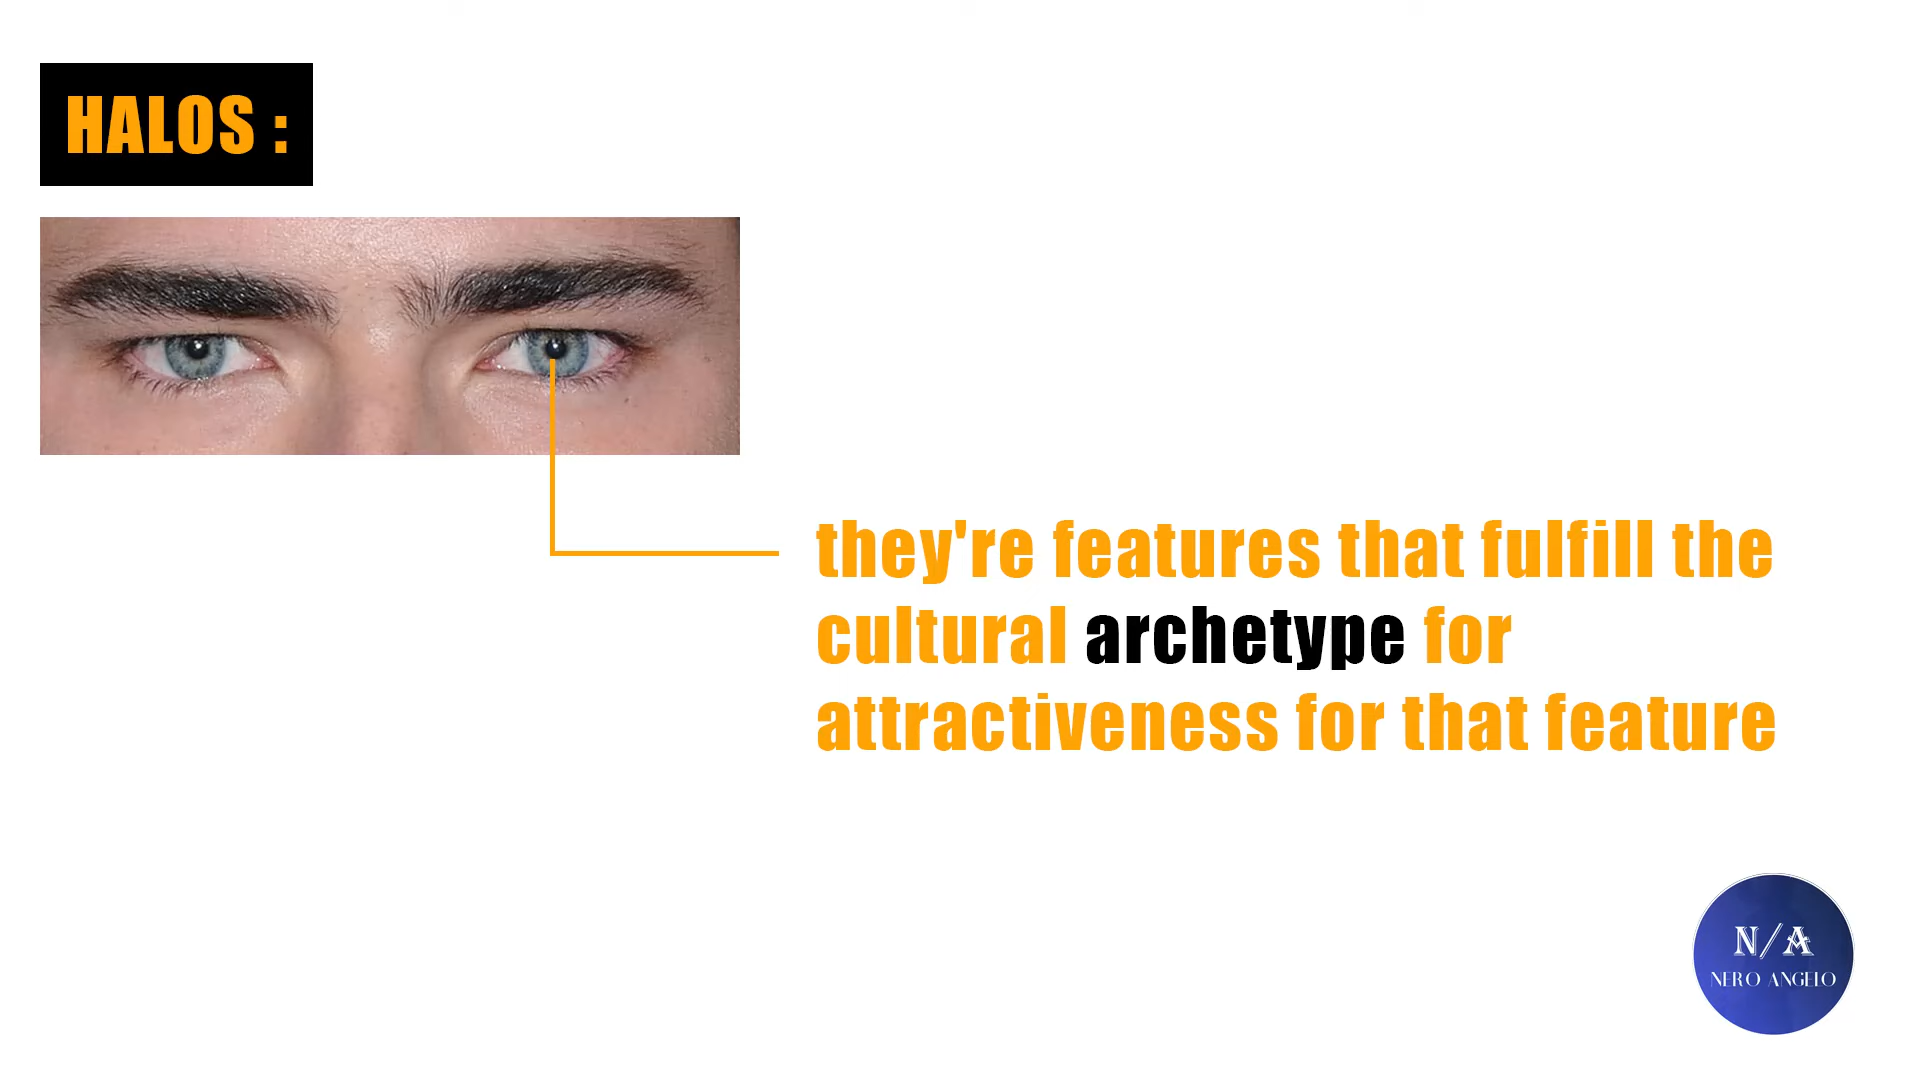 HALOS :
they're features that fulfill the
cultural archetype for
attractiveness for that feature
N/A
NERO ANGELO